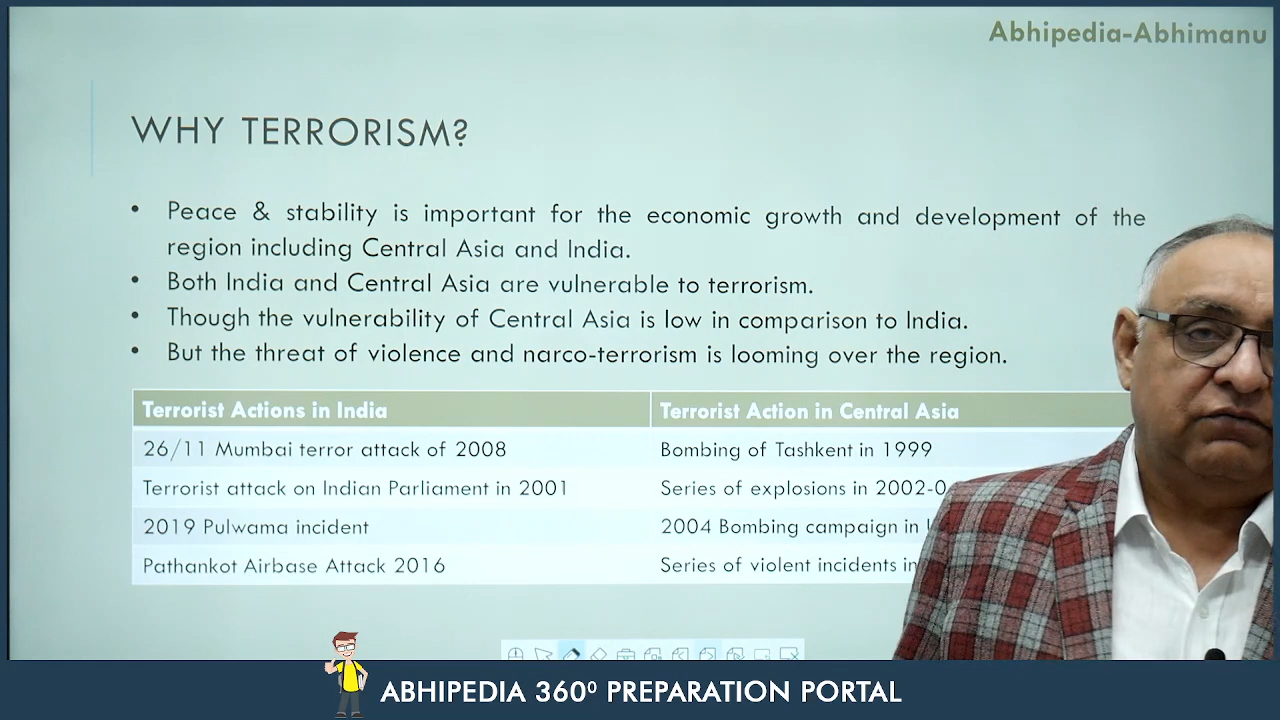 Abhipedia-Abhimanu
WHY TERRORISM?
• Peace & stability is important for the economic growth and development of the
region including Central Asia and India.
• Both India and Central Asia are vulnerable to terrorism.
• Though the vulnerability of Central Asia is low in comparison to India.
• But the threat of violence and narco-terrorism is looming over the region.
Terrorist Actions in India
Terrorist Action in Central Asia
26/11 Mumbai terror attack of 2008
Bombing of Tashkent in 1999
Terrorist attack on Indian Parliament in 2001
Series of explosions in 2002-0
2019 Pulwama incident
2004 Bombing campaign in
Pathankot Airbase Attack 2016
Series of violent incidents in
ABHIPEDIA 360⁰ PREPARATION PORTAL